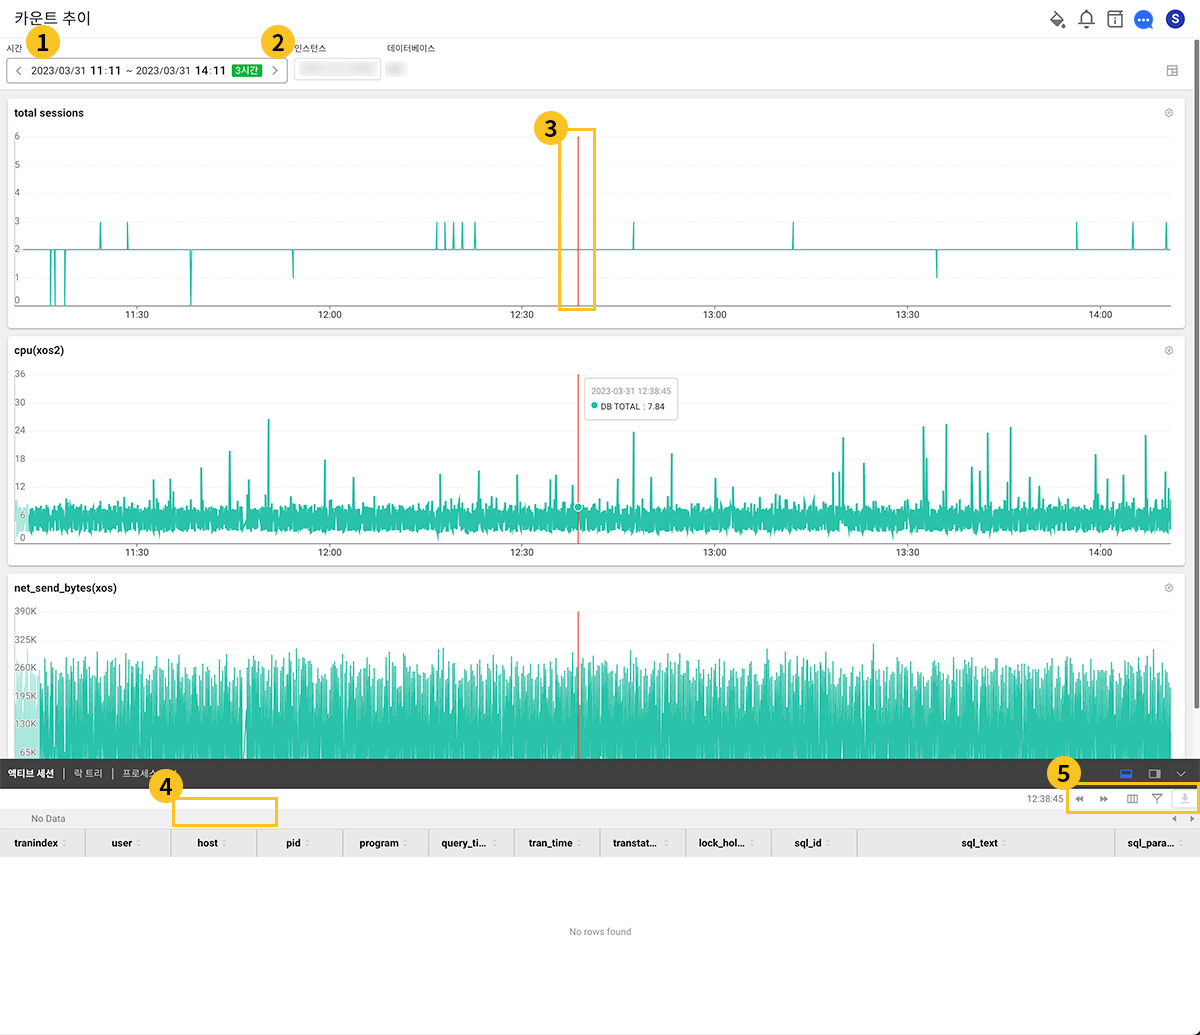 카운트 추이
S
시간
1
2
인스턴스
데이터베이스
2023/03/31 11:11 ~ 2023/03/31 14:11 3시간
total sessions
3
6
5
4
3
2
1
0
11:30 12:00 12:30 13:00 13:30 14:00
cpu(xos2)
36
30
24
18
12
6
0
2023-03-31 12:38:45
DB TOTAL : 7.84
11:30 12:00 12:30 13:00 13:30 14:00
net_send_bytes(xos)
390K
325K
260K
195K
130K
65K
액티브 세션 | 락 트리 |
4
5
12:38:45
No Data
tranindex user host pid program query_ti... tran_time transtat... lock_hol... sql_id sql_text sql_para...
No rows found